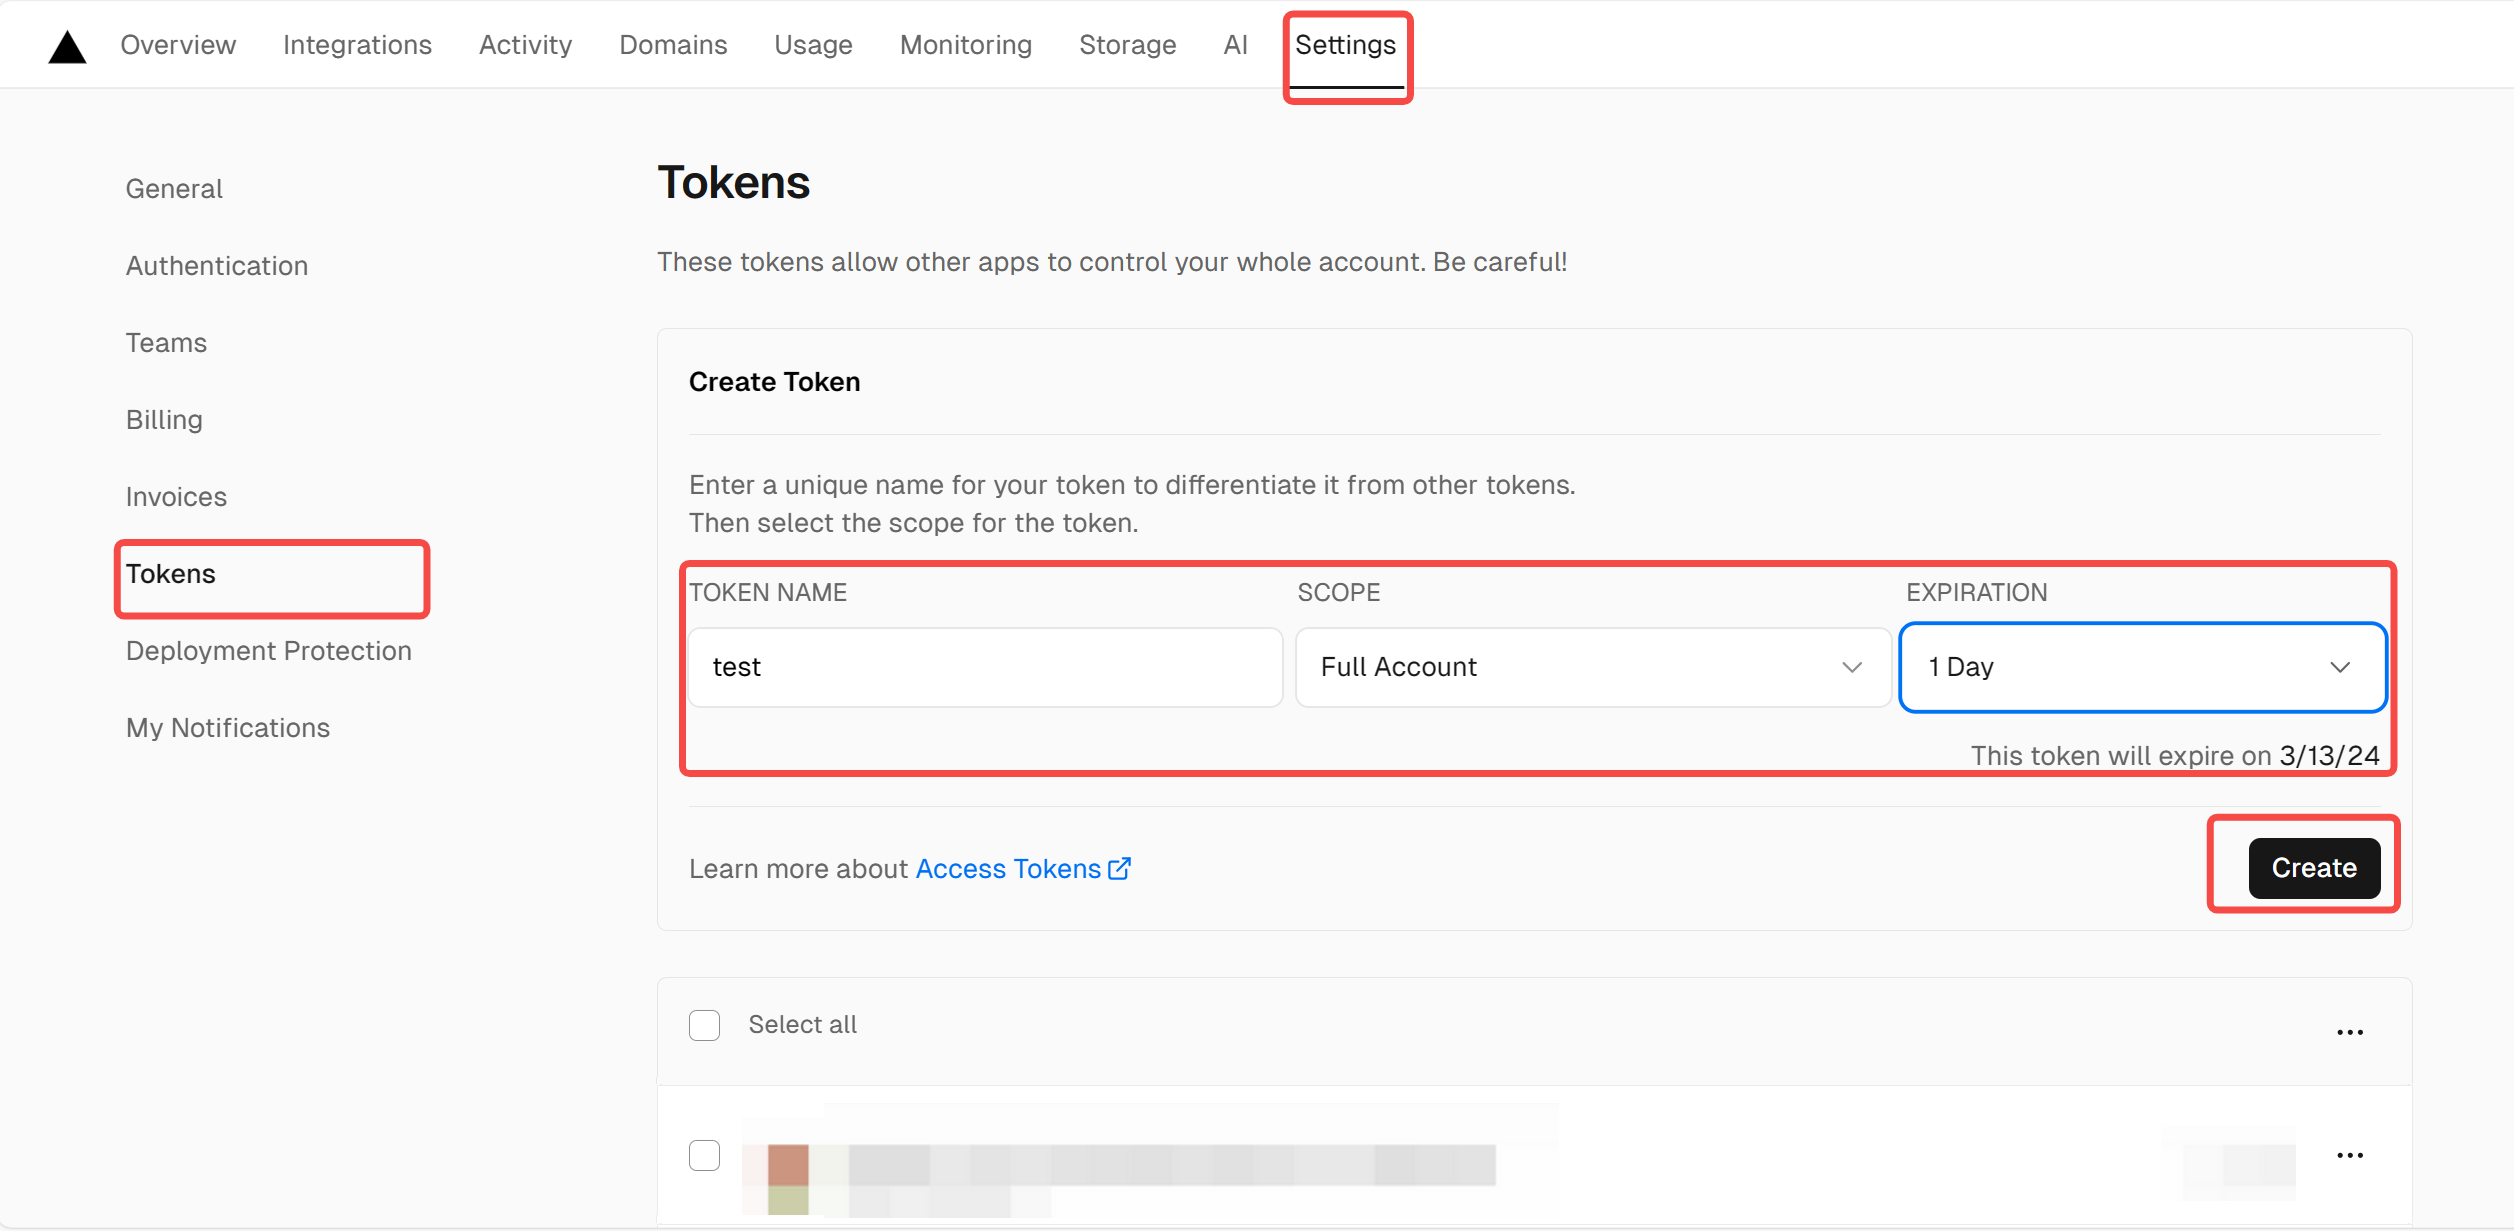 Overview Integrations Activity Domains Usage Monitoring Storage AI Settings
General
Authentication
Teams
Billing
Invoices
Tokens
Deployment Protection
My Notifications
Tokens
These tokens allow other apps to control your whole account. Be careful!
Create Token
Enter a unique name for your token to differentiate it from other tokens.
Then select the scope for the token.
TOKEN NAME SCOPE EXPIRATION
test Full Account 1 Day
This token will expire on 3/13/24
Learn more about Access Tokens
Create
Select all